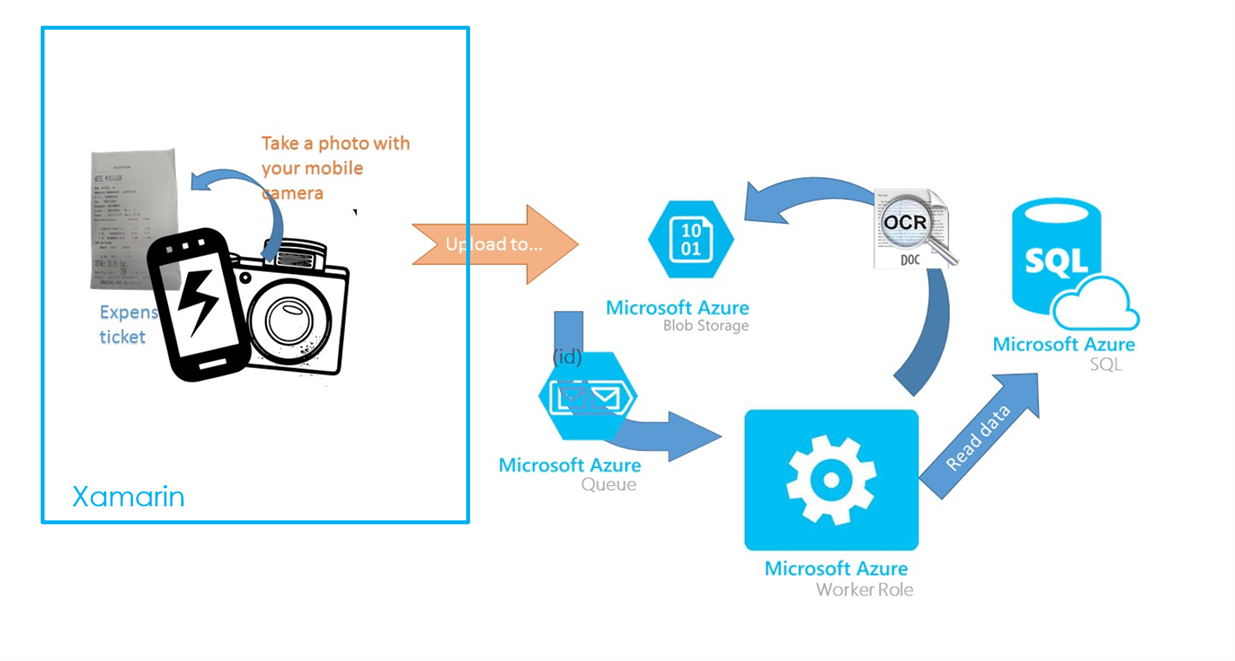 Take a photo with
your mobile
camera
Expens
ticket
Xamarin
Upload to...
(id)
Microsoft Azure
Queue
10
01
Microsoft Azure
Blob Storage
OCR
DOC
SQL
Microsoft Azure
SQL
Read data
Microsoft Azure
Worker Role